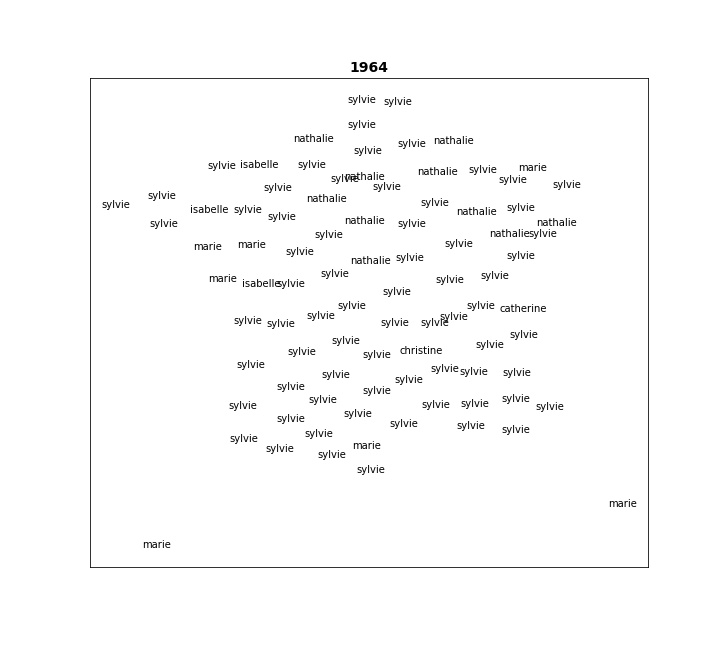 1964
sylvie sylvie
sylvie
nathalie sylvie nathalie
sylvie
sylvie isabelle sylvie nathalie sylvie marie
sylvie nathalie sylvie sylvie sylvie
sylvie
sylvie nathalie
sylvie isabelle sylvie sylvie nathalie sylvie
sylvie sylvie nathalie sylvie nathalie
sylvie nathalie sylvie
marie marie sylvie sylvie
nathalie sylvie sylvie
marie isabelle sylvie sylvie sylvie sylvie
sylvie
sylvie sylvie catherine
sylvie sylvie sylvie sylvie sylvie sylvie
sylvie sylvie sylvie
sylvie sylvie christine
sylvie sylvie sylvie sylvie sylvie
sylvie sylvie sylvie
sylvie sylvie sylvie sylvie sylvie sylvie
sylvie sylvie sylvie sylvie sylvie
sylvie sylvie sylvie marie
sylvie
sylvie
marie
marie